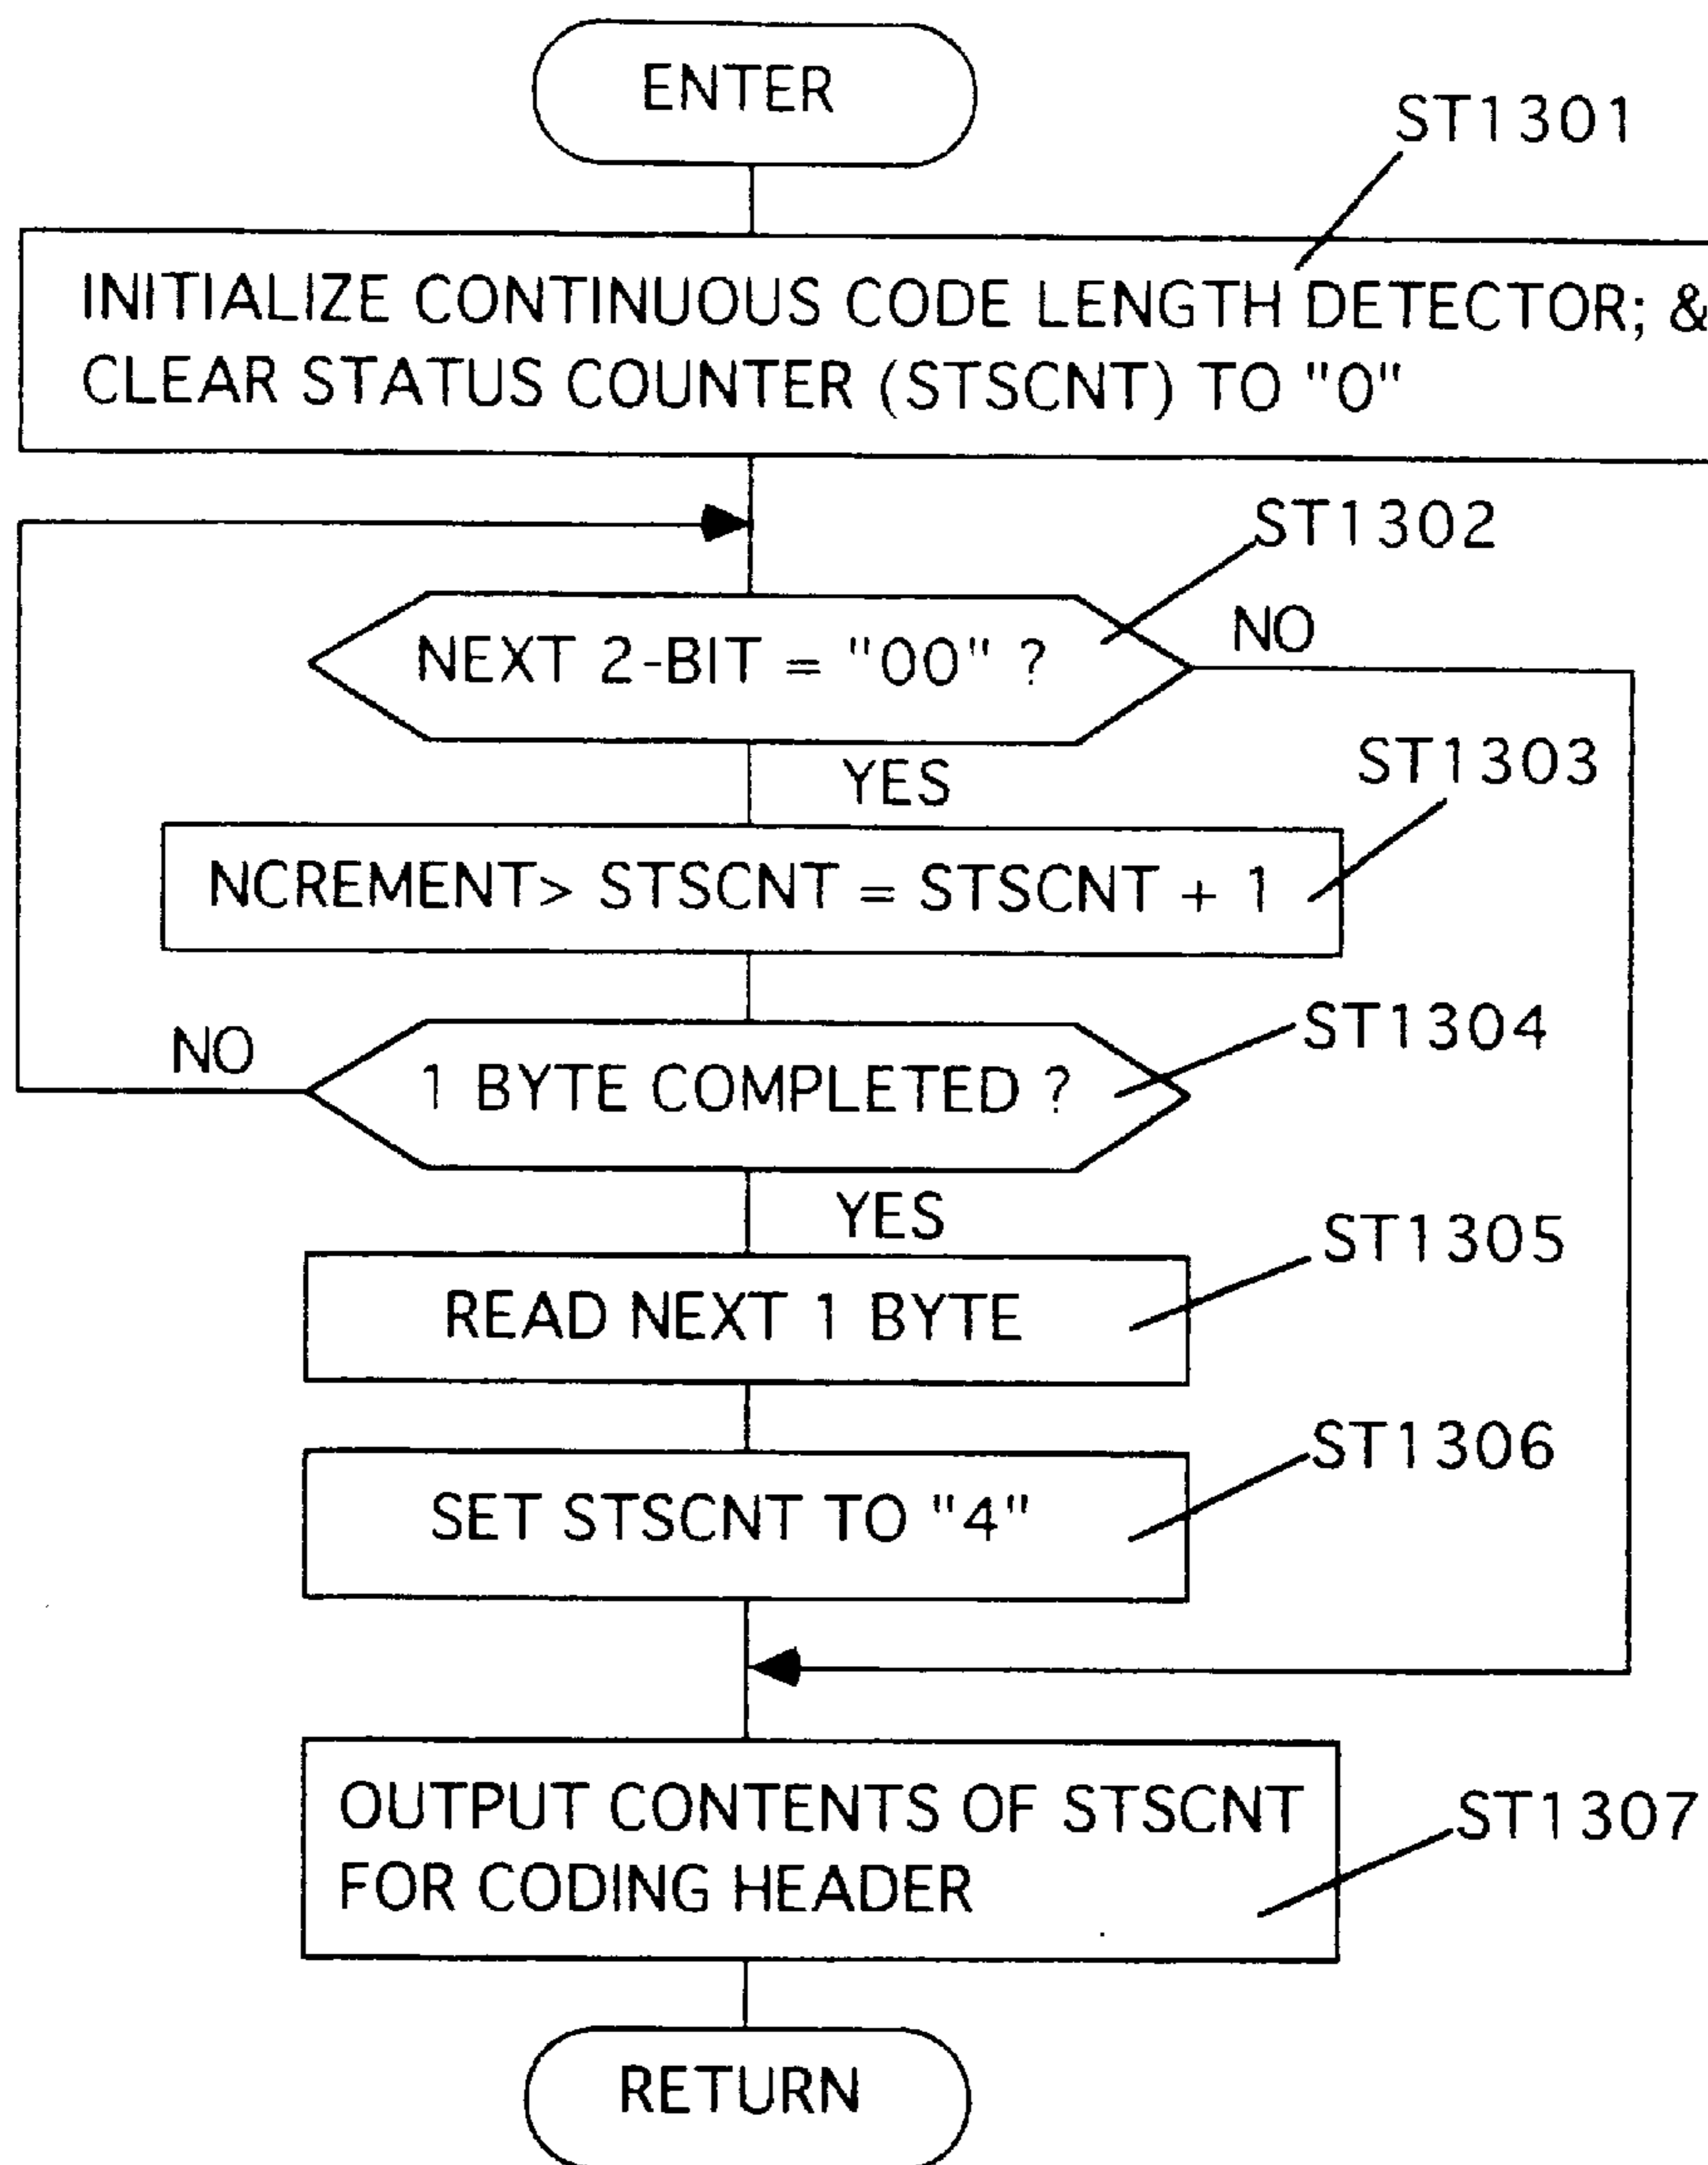 ENTER
ST1301
INITIALIZE CONTINUOUS CODE LENGTH DETECTOR; &
CLEAR STATUS COUNTER (STSCNT) TO "0"
ST1302
NEXT 2-BIT = "00" ?
NO
YES
ST1303
NCREMENT> STSCNT = STSCNT + 1
ST1304
NO
1 BYTE COMPLETED ?
YES
ST1305
READ NEXT 1 BYTE
ST1306
SET STSCNT TO "4"
ST1307
OUTPUT CONTENTS OF STSCNT
FOR CODING HEADER
RETURN